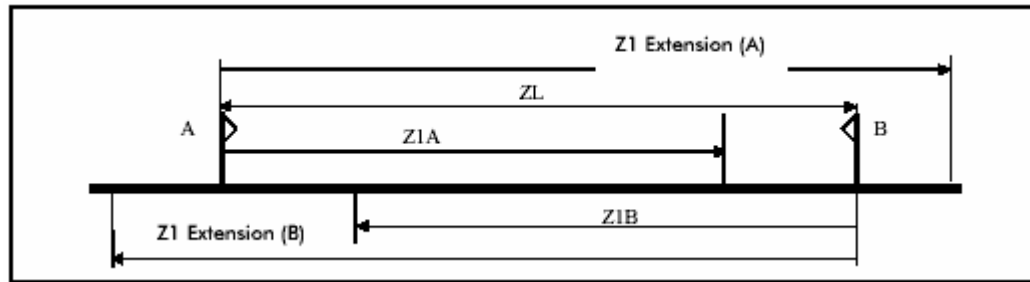 Z1 Extension (A)
ZL
A
B
Z1A
Z1B
Z1 Extension (B)